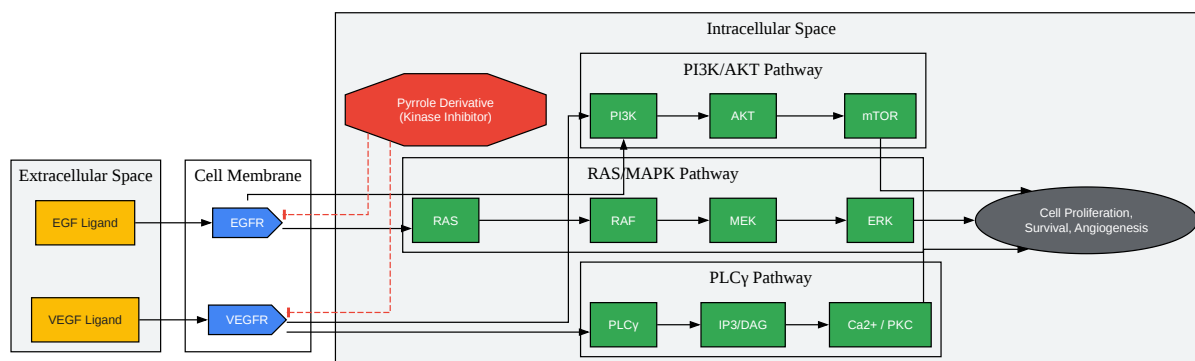 Intracellular Space
PI3K/AKT Pathway
Pyrrole Derivative
(Kinase Inhibitor)
PI3K
AKT
mTOR
Extracellular Space
Cell Membrane
RAS/MAPK Pathway
EGF Ligand
EGFR
RAS
RAF
MEK
ERK
Cell Proliferation,
Survival, Angiogenesis
PLCγ Pathway
VEGF Ligand
VEGFR
PLCγ
IP3/DAG
Ca2+ / PKC